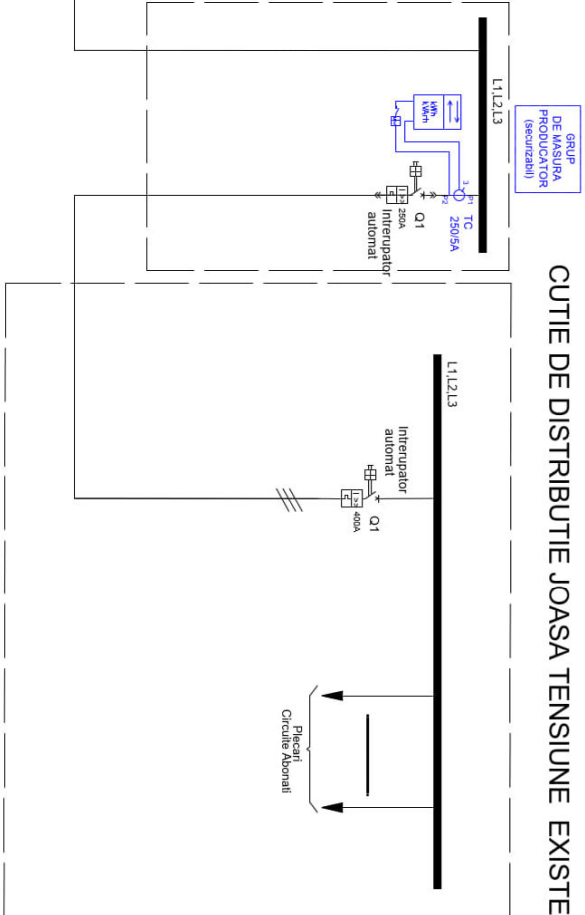 GRUP
DE MASURA
PRODUCATOR
(securizabil)
L1,L2,L3
kWh
kVArh
3
P1
P2
TC
250/5A
Q1
I >>
250A
Intrerupator
automat
CUTIE DE DISTRIBUTIE JOASA TENSIUNE EXISTE
L1,L2,L3
Intrerupator
automat
Q1
I >>
400A
Plecari
Circuite Abonati